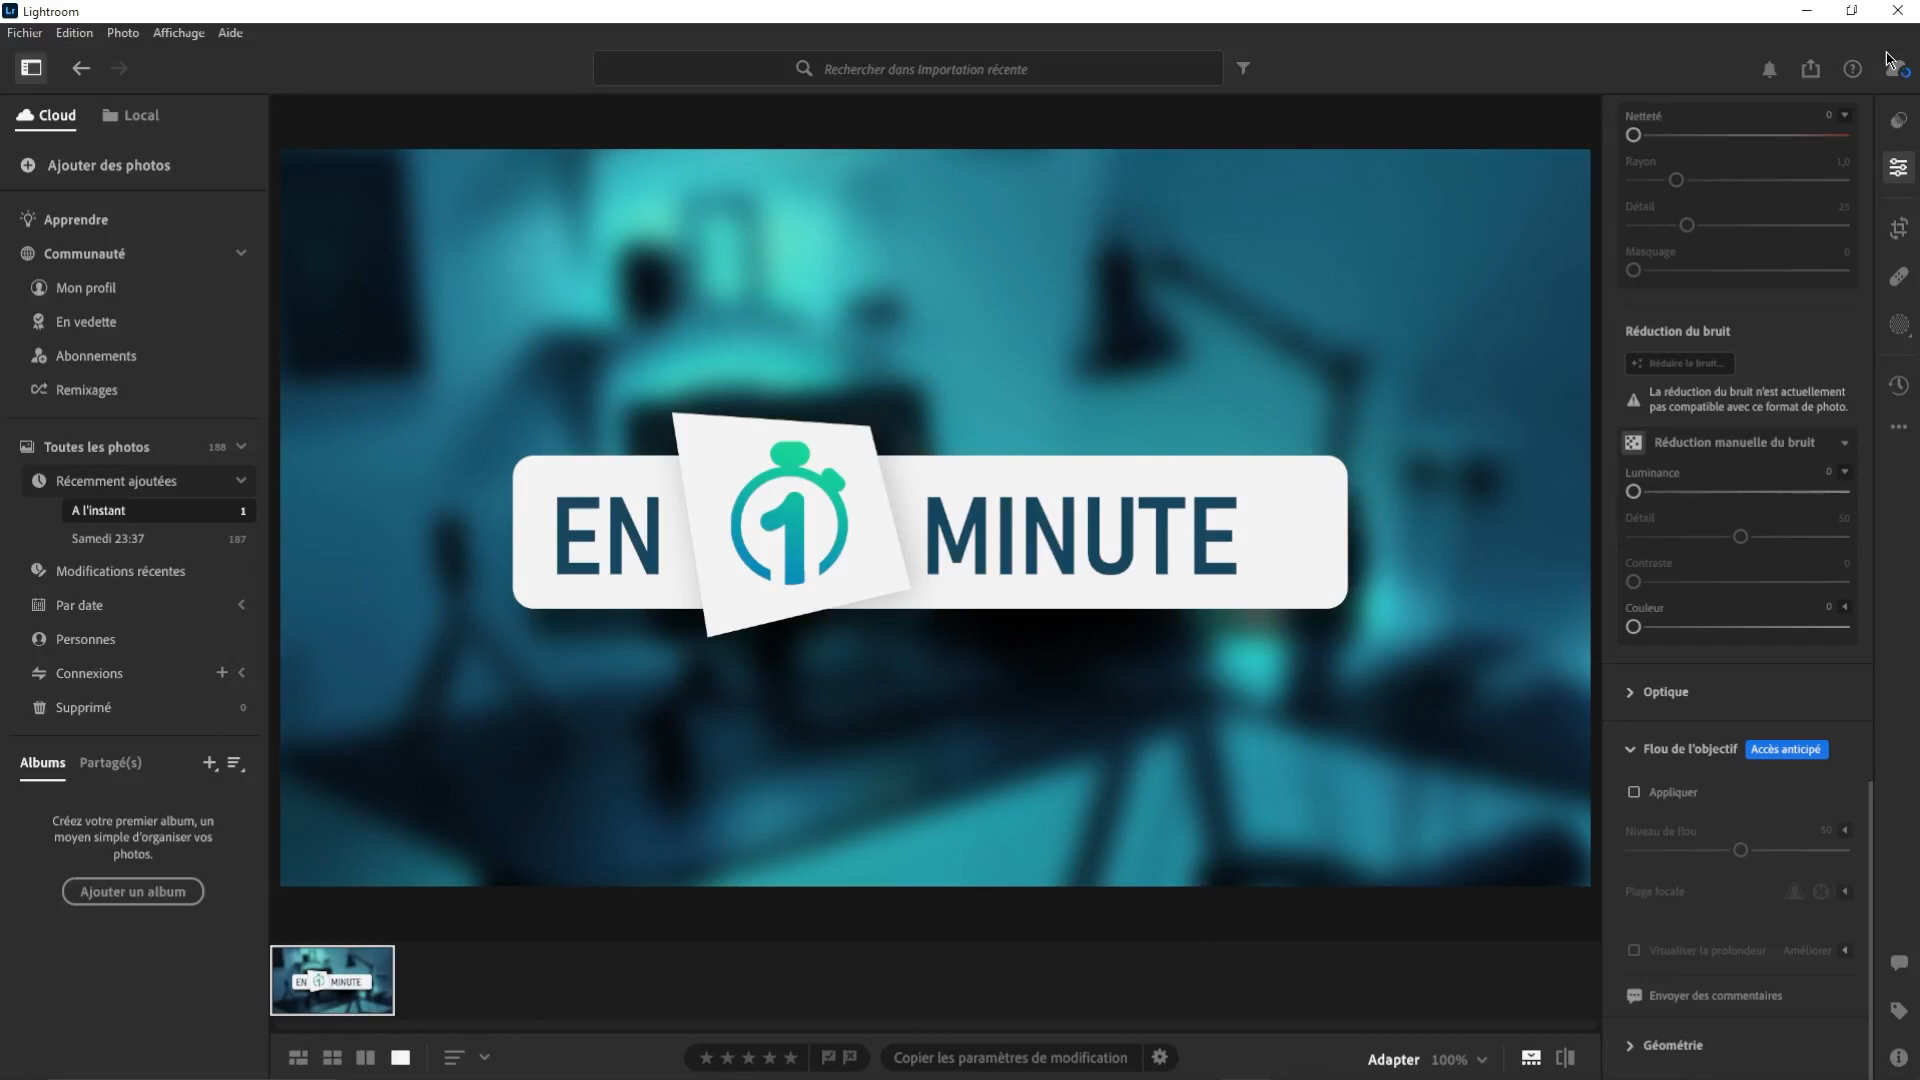 Lightroom
Fichier Edition Photo Affichage Aide
Rechercher dans Importation récente
Cloud Local
Ajouter des photos
Apprendre
Communauté
Mon profil
En vedette
Abonnements
Remixages
Toutes les photos 188
Récemment ajoutées
A l'instant 1
Samedi 23:37 187
Modifications récentes
Par date
Personnes
Connexions
Supprimé 0
Albums Partagé(s)
Créez votre premier album, un
moyen simple d'organiser vos
photos.
Ajouter un album
EN 1 MINUTE
EN 1 MINUTE
Copier les paramètres de modification
Adapter 100%
Netteté 0
Rayon 1,0
Détail 25
Masquage 0
Réduction du bruit
Réduire le bruit...
La réduction du bruit n'est actuellement
pas compatible avec ce format de photo.
Réduction manuelle du bruit
Luminance 0
Détail 50
Contraste 0
Couleur 0
Optique
Flou de l'objectif Accès anticipé
Appliquer
Niveau de flou 50
Plage focale
Visualiser la profondeur Améliorer
Envoyer des commentaires
Géométrie